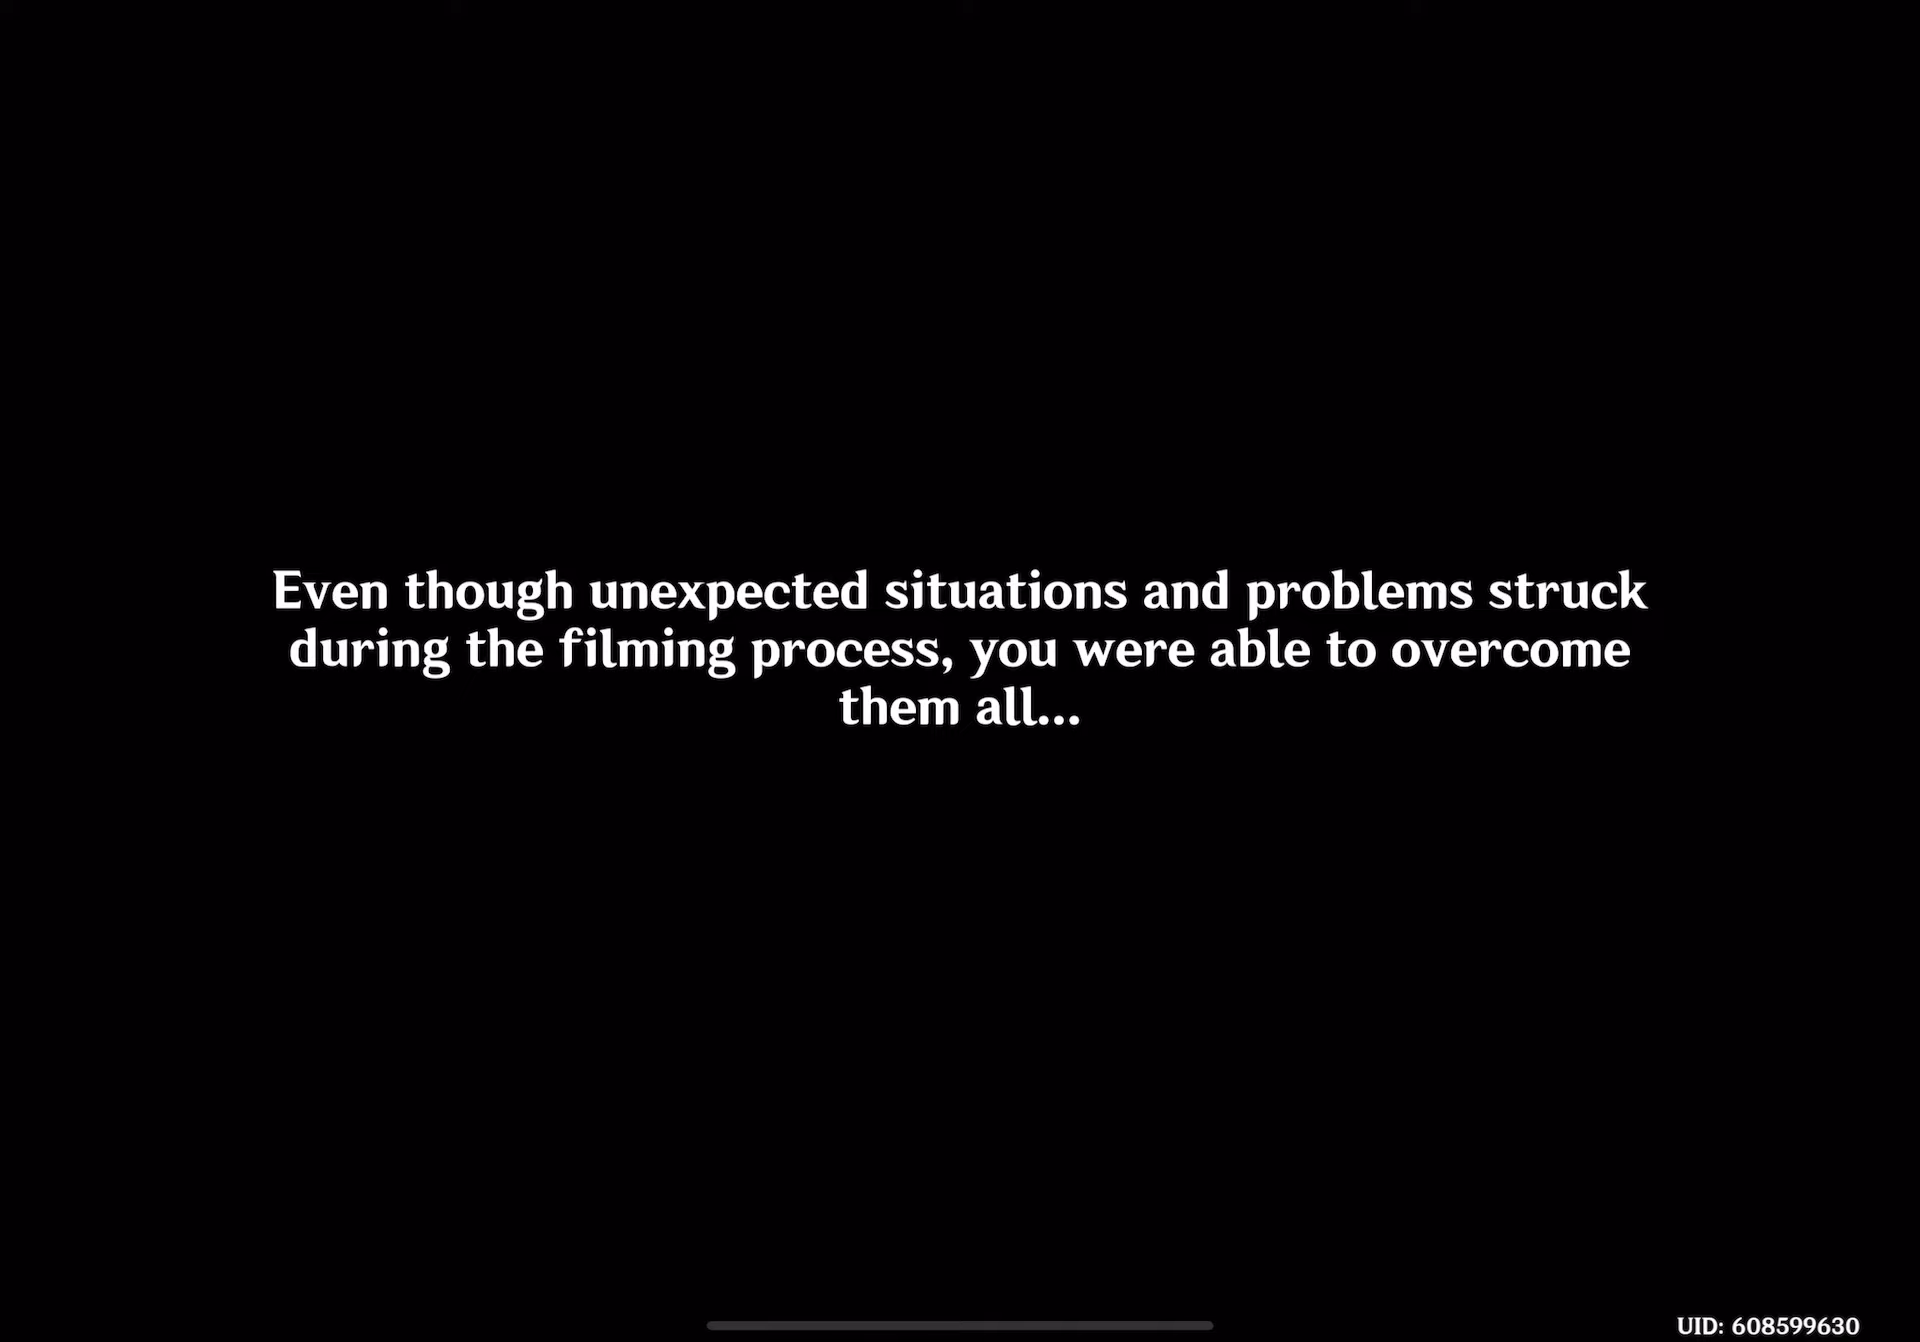 Even though unexpected situations and problems struck
during the filming process, you were able to overcome
them all...
UID: 608599630